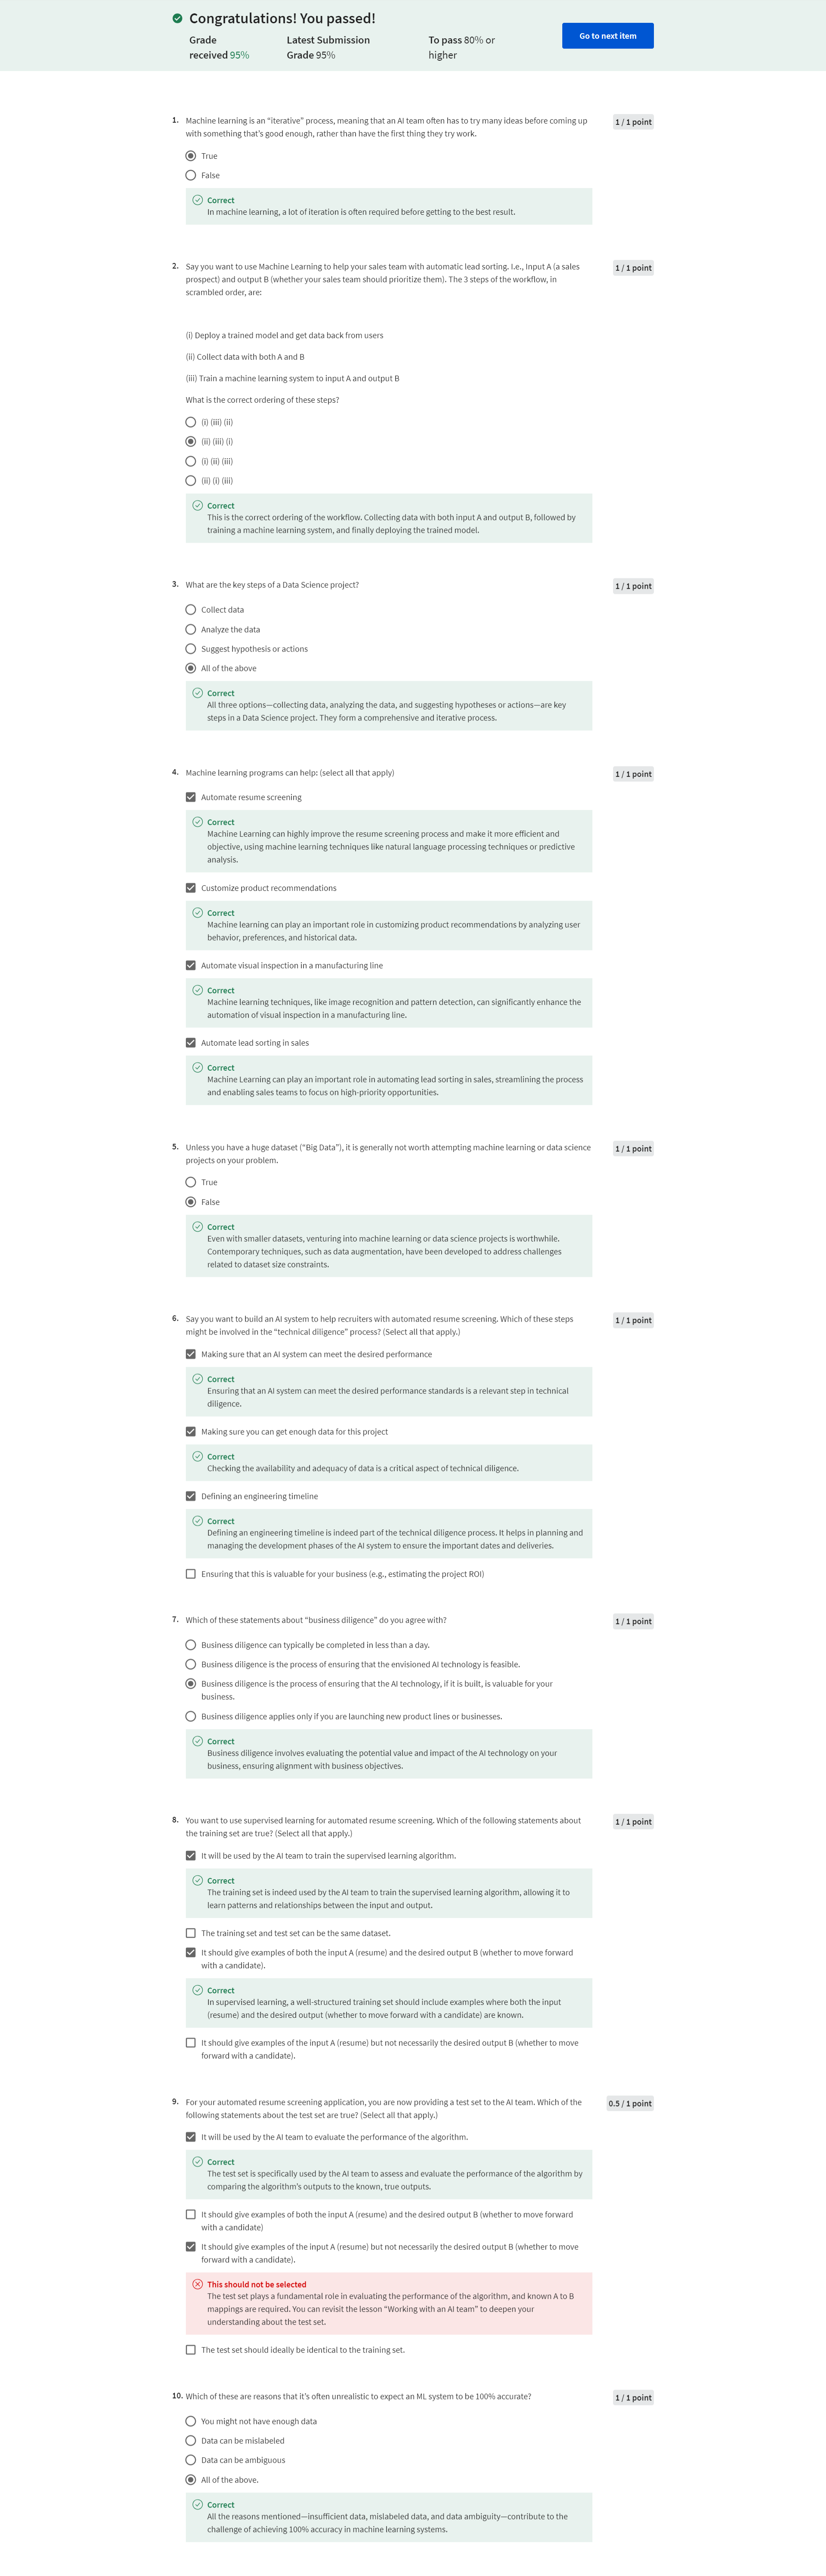 Congratulations! You passed!
Grade received 95%
Latest Submission Grade 95%
To pass 80% or higher
Go to next item
1. Machine learning is an “iterative” process, meaning that an AI team often has to try many ideas before coming up
with something that’s good enough, rather than have the first thing they try work.
1 / 1 point
True
False
Correct
In machine learning, a lot of iteration is often required before getting to the best result.
2. Say you want to use Machine Learning to help your sales team with automatic lead sorting. I.e., Input A (a sales
prospect) and output B (whether your sales team should prioritize them). The 3 steps of the workflow, in
scrambled order, are:
1 / 1 point
(i) Deploy a trained model and get data back from users
(ii) Collect data with both A and B
(iii) Train a machine learning system to input A and output B
What is the correct ordering of these steps?
(i) (iii) (ii)
(ii) (iii) (i)
(i) (ii) (iii)
(ii) (i) (iii)
Correct
This is the correct ordering of the workflow. Collecting data with both input A and output B, followed by
training a machine learning system, and finally deploying the trained model.
3. What are the key steps of a Data Science project?
1 / 1 point
Collect data
Analyze the data
Suggest hypothesis or actions
All of the above
Correct
All three options—collecting data, analyzing the data, and suggesting hypotheses or actions—are key
steps in a Data Science project. They form a comprehensive and iterative process.
4. Machine learning programs can help: (select all that apply)
1 / 1 point
Automate resume screening
Correct
Machine Learning can highly improve the resume screening process and make it more efficient and
objective, using machine learning techniques like natural language processing techniques or predictive
analysis.
Customize product recommendations
Correct
Machine learning can play an important role in customizing product recommendations by analyzing user
behavior, preferences, and historical data.
Automate visual inspection in a manufacturing line
Correct
Machine learning techniques, like image recognition and pattern detection, can significantly enhance the
automation of visual inspection in a manufacturing line.
Automate lead sorting in sales
Correct
Machine Learning can play an important role in automating lead sorting in sales, streamlining the process
and enabling sales teams to focus on high-priority opportunities.
5. Unless you have a huge dataset (“Big Data”), it is generally not worth attempting machine learning or data science
projects on your problem.
1 / 1 point
True
False
Correct
Even with smaller datasets, venturing into machine learning or data science projects is worthwhile.
Contemporary techniques, such as data augmentation, have been developed to address challenges
related to dataset size constraints.
6. Say you want to build an AI system to help recruiters with automated resume screening. Which of these steps
might be involved in the “technical diligence” process? (Select all that apply.)
1 / 1 point
Making sure that an AI system can meet the desired performance
Correct
Ensuring that an AI system can meet the desired performance standards is a relevant step in technical
diligence.
Making sure you can get enough data for this project
Correct
Checking the availability and adequacy of data is a critical aspect of technical diligence.
Defining an engineering timeline
Correct
Defining an engineering timeline is indeed part of the technical diligence process. It helps in planning and
managing the development phases of the AI system to ensure the important dates and deliveries.
Ensuring that this is valuable for your business (e.g., estimating the project ROI)
7. Which of these statements about “business diligence” do you agree with?
1 / 1 point
Business diligence can typically be completed in less than a day.
Business diligence is the process of ensuring that the envisioned AI technology is feasible.
Business diligence is the process of ensuring that the AI technology, if it is built, is valuable for your
business.
Business diligence applies only if you are launching new product lines or businesses.
Correct
Business diligence involves evaluating the potential value and impact of the AI technology on your
business, ensuring alignment with business objectives.
8. You want to use supervised learning for automated resume screening. Which of the following statements about
the training set are true? (Select all that apply.)
1 / 1 point
It will be used by the AI team to train the supervised learning algorithm.
Correct
The training set is indeed used by the AI team to train the supervised learning algorithm, allowing it to
learn patterns and relationships between the input and output.
The training set and test set can be the same dataset.
It should give examples of both the input A (resume) and the desired output B (whether to move forward
with a candidate).
Correct
In supervised learning, a well-structured training set should include examples where both the input
(resume) and the desired output (whether to move forward with a candidate) are known.
It should give examples of the input A (resume) but not necessarily the desired output B (whether to move
forward with a candidate).
9. For your automated resume screening application, you are now providing a test set to the AI team. Which of the
following statements about the test set are true? (Select all that apply.)
0.5 / 1 point
It will be used by the AI team to evaluate the performance of the algorithm.
Correct
The test set is specifically used by the AI team to assess and evaluate the performance of the algorithm by
comparing the algorithm's outputs to the known, true outputs.
It should give examples of both the input A (resume) and the desired output B (whether to move forward
with a candidate)
It should give examples of the input A (resume) but not necessarily the desired output B (whether to move
forward with a candidate).
This should not be selected
The test set plays a fundamental role in evaluating the performance of the algorithm, and known A to B
mappings are required. You can revisit the lesson “Working with an AI team” to deepen your
understanding about the test set.
The test set should ideally be identical to the training set.
10. Which of these are reasons that it’s often unrealistic to expect an ML system to be 100% accurate?
1 / 1 point
You might not have enough data
Data can be mislabeled
Data can be ambiguous
All of the above.
Correct
All the reasons mentioned—insufficient data, mislabeled data, and data ambiguity—contribute to the
challenge of achieving 100% accuracy in machine learning systems.